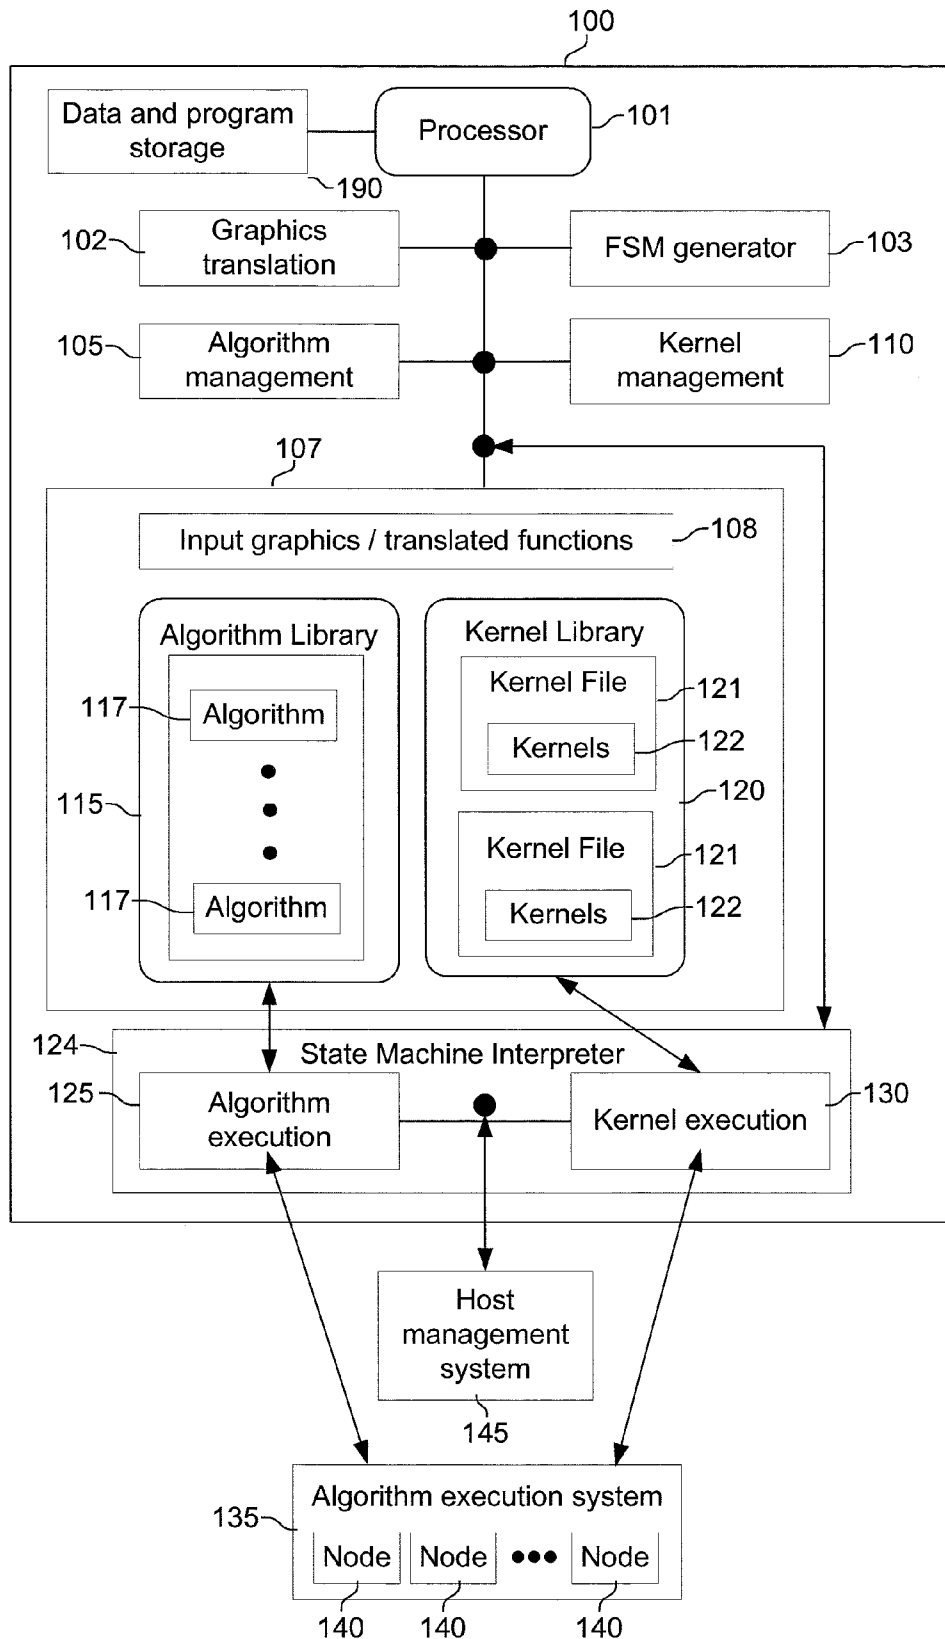 100
Data and program
storage
Processor
101
190
102
Graphics
translation
FSM generator
103
105
Algorithm
management
Kernel
management
110
107
Input graphics / translated functions
108
Algorithm Library
Kernel Library
Kernel File
121
117
Algorithm
Kernels
122
115
120
Kernel File
121
117
Algorithm
Kernels
122
124
State Machine Interpreter
125
Algorithm
execution
Kernel execution
130
Host
management
system
145
Algorithm execution system
135
Node
Node
Node
140
140
140